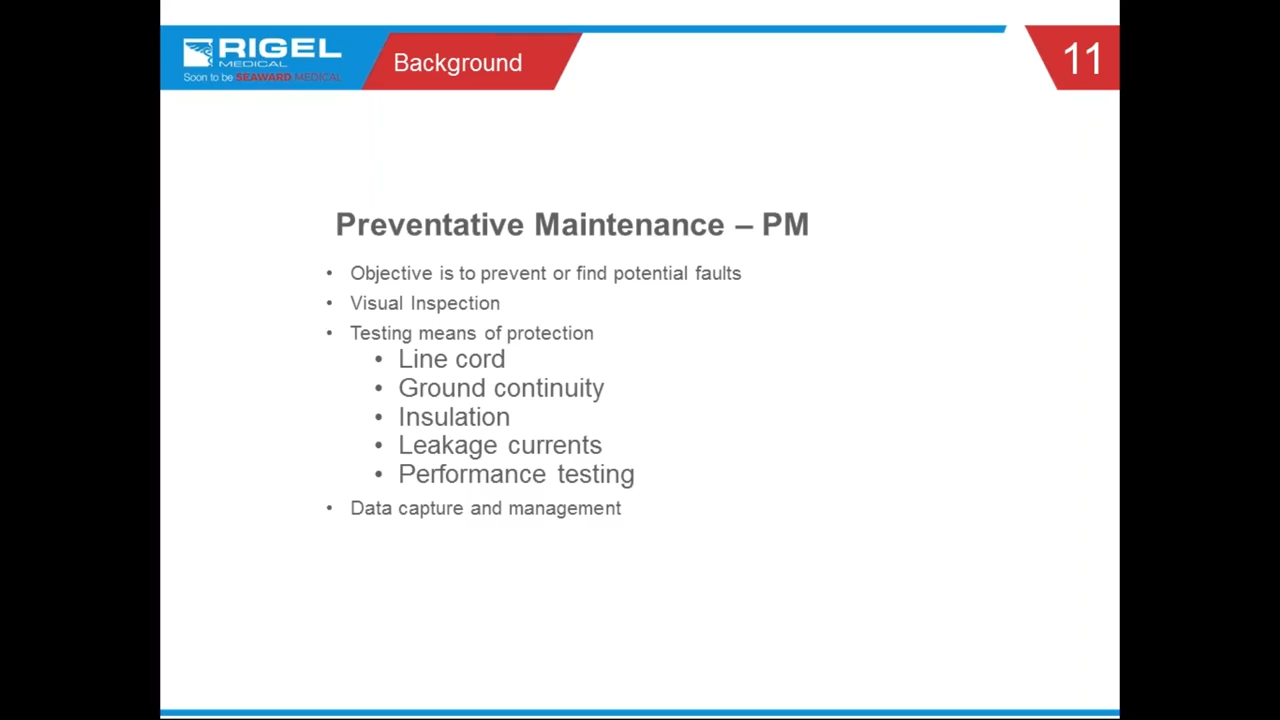 RIGEL
MEDICAL
Soon to be SEAWARD MEDICAL
Background
11
Preventative Maintenance – PM
• Objective is to prevent or find potential faults
• Visual Inspection
• Testing means of protection
• Line cord
• Ground continuity
• Insulation
• Leakage currents
• Performance testing
• Data capture and management